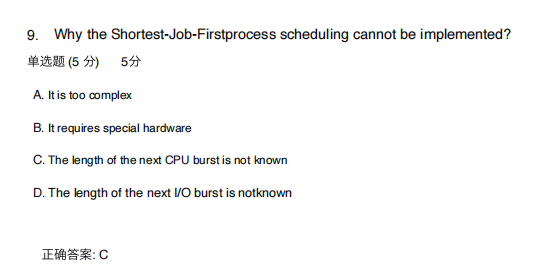 9. Why the Shortest-Job-Firstprocess scheduling cannot be implemented?
单选题 (5 分) 5分
A. It is too complex
B. It requires special hardware
C. The length of the next CPU burst is not known
D. The length of the next I/O burst is notknown
正确答案: C